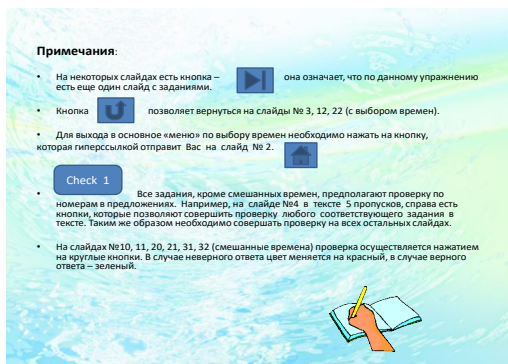 Примечания:
• На некоторых слайдах есть кнопка – она означает, что по данному упражнению
есть еще один слайд с заданиями.
• Кнопка позволяет вернуться на слайды № 3, 12, 22 (с выбором времен).
• Для выхода в основное «меню» по выбору времен необходимо нажать на кнопку,
которая гиперссылкой отправит Вас на слайд № 2.
Check 1
• Все задания, кроме смешанных времен, предполагают проверку по
номерам в предложениях. Например, на слайде №4 в тексте 5 пропусков, справа есть
кнопки, которые позволяют совершить проверку любого соответствующего задания в
тексте. Таким же образом необходимо совершать проверку на всех остальных слайдах.
• На слайдах №10, 11, 20, 21, 31, 32 (смешанные времена) проверка осуществляется нажатием
на круглые кнопки. В случае неверного ответа цвет меняется на красный, в случае верного
ответа – зеленый.